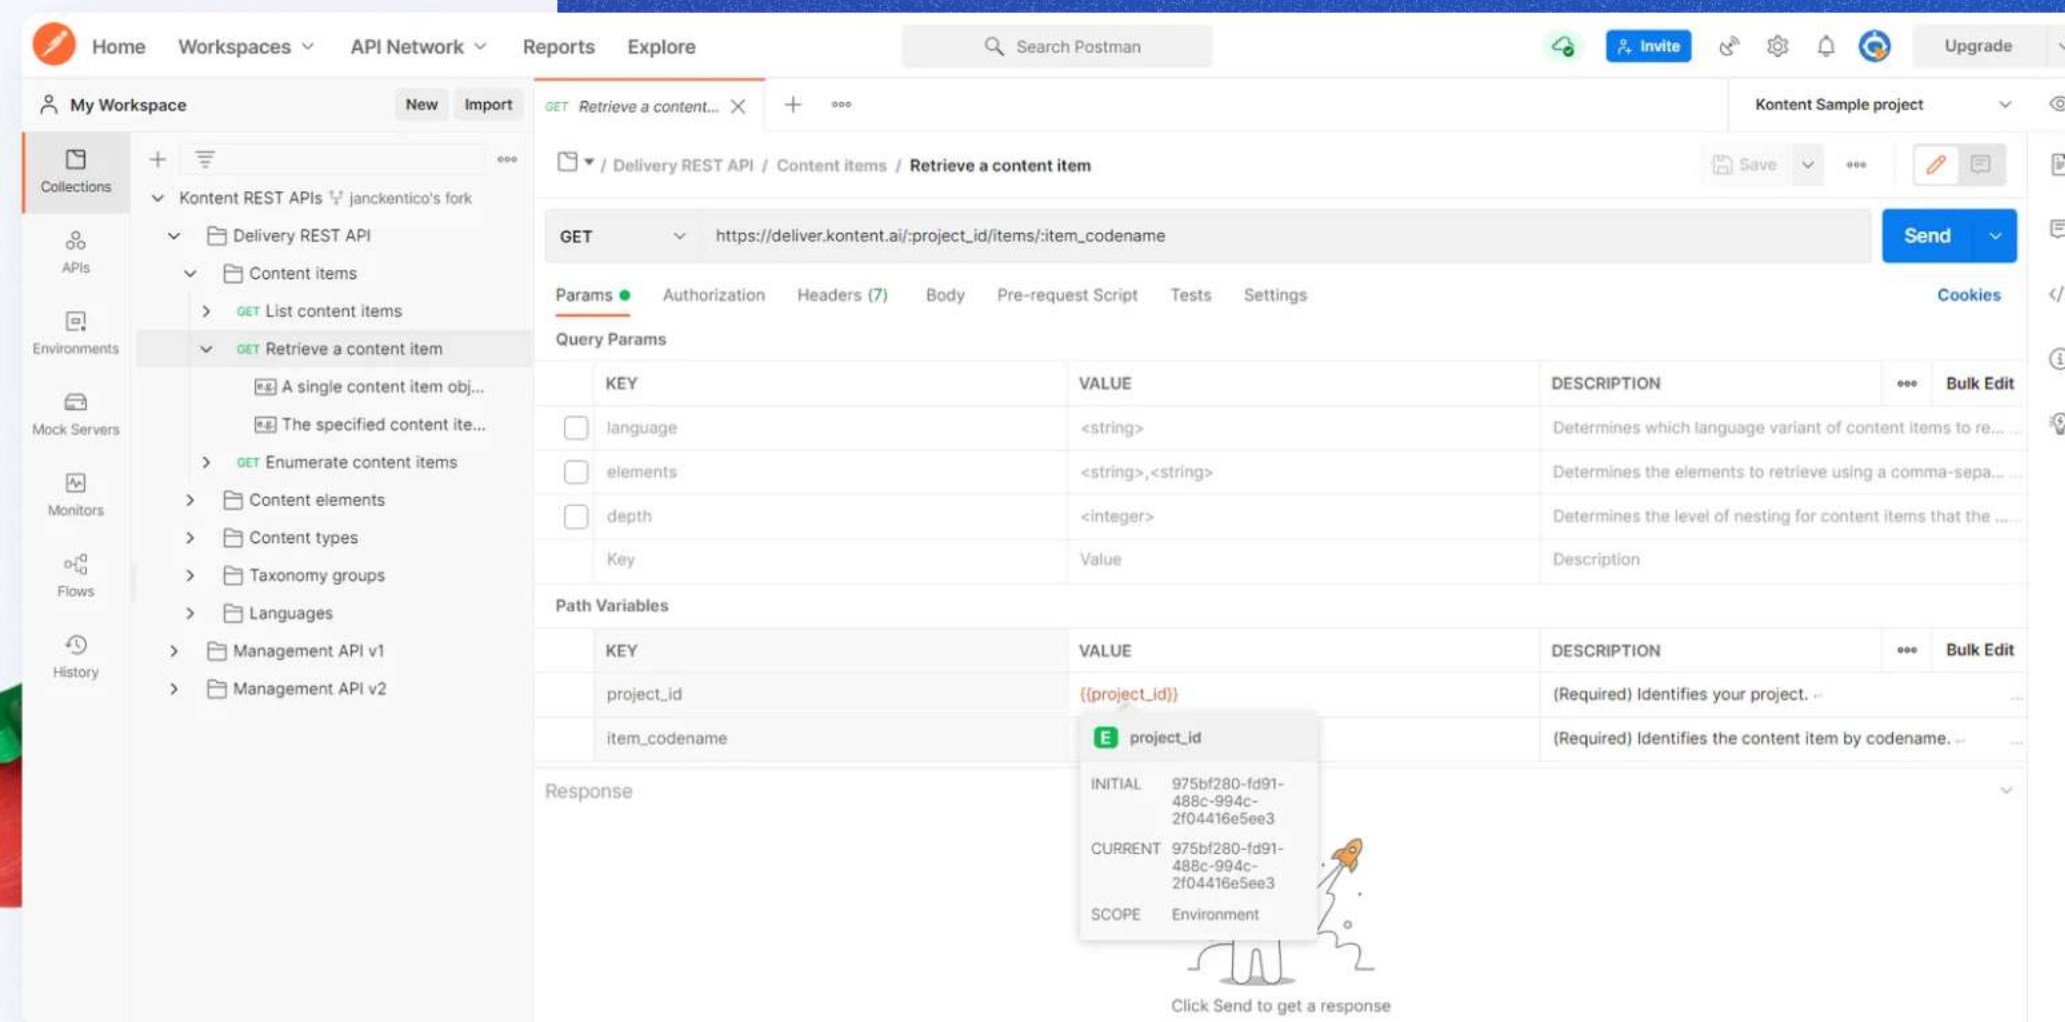 Home Workspaces API Network Reports Explore Search Postman Invite Upgrade
My Workspace New Import
GET Retrieve a content...
Kontent Sample project
Collections
APIs
Environments
Mock Servers
Monitors
Flows
History
Kontent REST APIs janckentico's fork
Delivery REST API
Content items
GET List content items
GET Retrieve a content item
e.g. A single content item obj...
e.g. The specified content ite...
GET Enumerate content items
Content elements
Content types
Taxonomy groups
Languages
Management API v1
Management API v2
/ Delivery REST API / Content items / Retrieve a content item
Save
GET https://deliver.kontent.ai/:project_id/items/:item_codename Send
Params Authorization Headers (7) Body Pre-request Script Tests Settings Cookies
Query Params
KEY VALUE DESCRIPTION Bulk Edit
language <string> Determines which language variant of content items to re...
elements <string>,<string> Determines the elements to retrieve using a comma-sepa...
depth <integer> Determines the level of nesting for content items that the ...
Key Value Description
Path Variables
KEY VALUE DESCRIPTION Bulk Edit
project_id {{project_id}} (Required) Identifies your project.
item_codename (Required) Identifies the content item by codename.
E project_id
INITIAL 975bf280-fd91-
488c-994c-
2f04416e5ee3
CURRENT 975bf280-fd91-
488c-994c-
2f04416e5ee3
SCOPE Environment
Response
Click Send to get a response